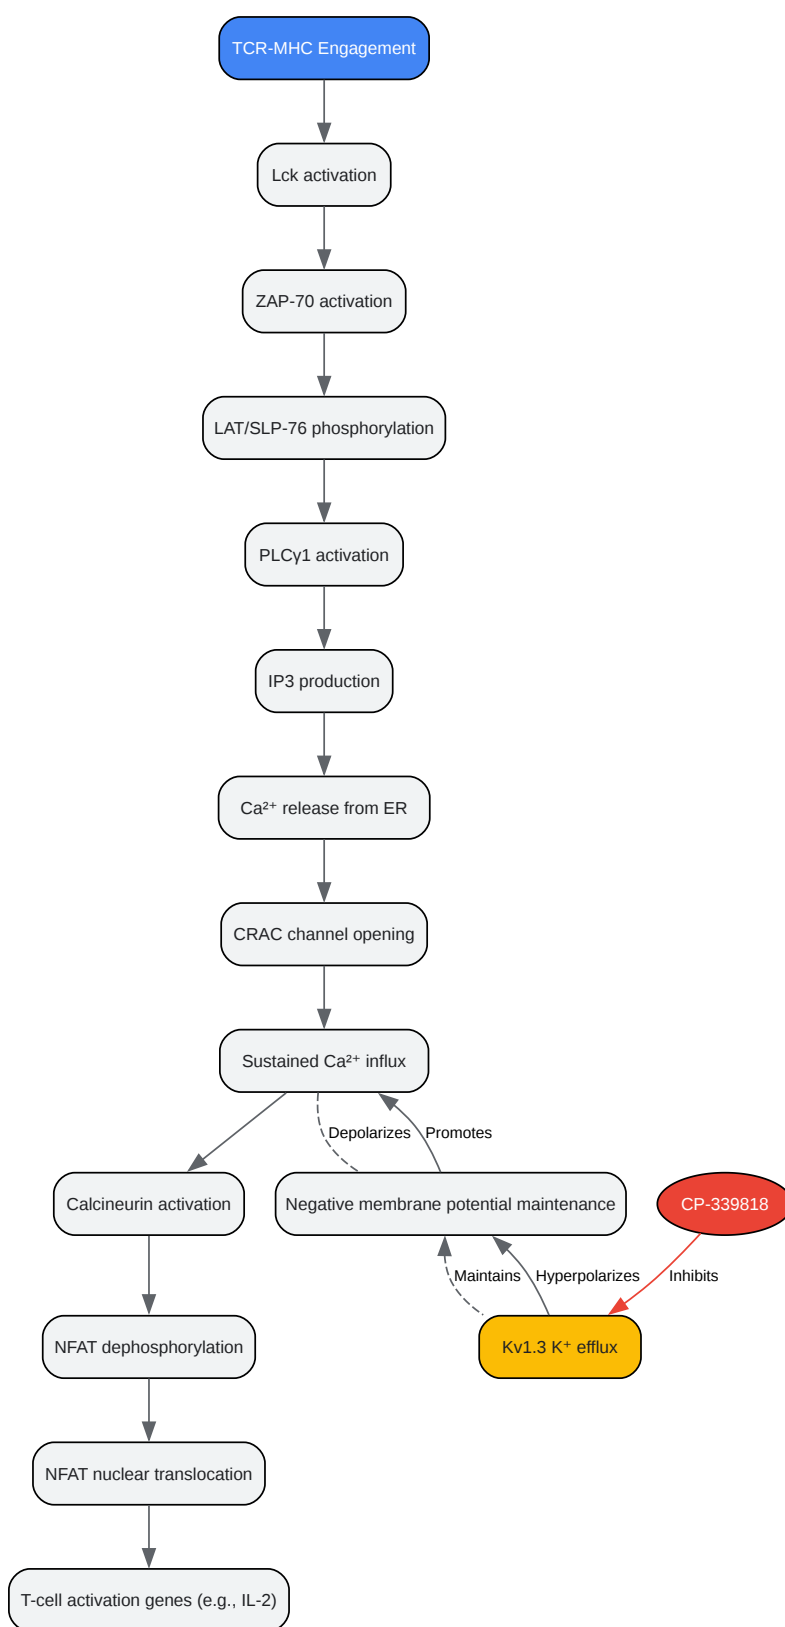 TCR-MHC Engagement
Lck activation
ZAP-70 activation
LAT/SLP-76 phosphorylation
PLCγ1 activation
IP3 production
Ca²⁺ release from ER
CRAC channel opening
Sustained Ca²⁺ influx
Depolarizes
Promotes
Calcineurin activation
Negative membrane potential maintenance
CP-339818
Maintains
Hyperpolarizes
Inhibits
NFAT dephosphorylation
Kv1.3 K⁺ efflux
NFAT nuclear translocation
T-cell activation genes (e.g., IL-2)